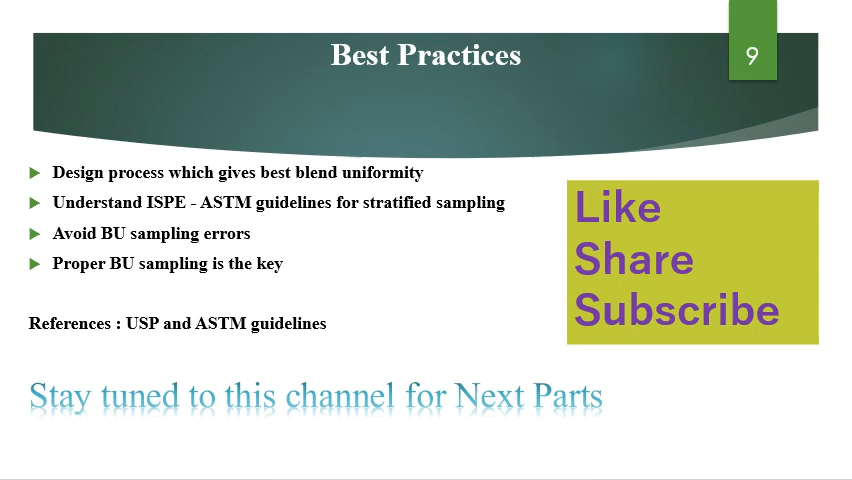 Best Practices
9
Design process which gives best blend uniformity
Understand ISPE - ASTM guidelines for stratified sampling
Avoid BU sampling errors
Proper BU sampling is the key
References : USP and ASTM guidelines
Like
Share
Subscribe
Stay tuned to this channel for Next Parts